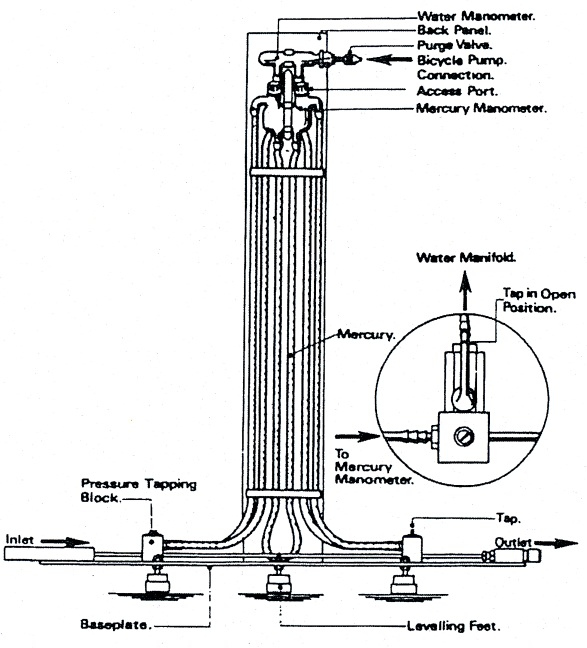 Water Manometer.
Back Panel.
Purge Valve.
Bicycle Pump.
Connection.
Access Port.
Mercury Manometer.
Water Manifold.
Tap in Open
Position.
Mercury.
To
Mercury
Manometer.
Pressure Tapping
Block.
Tap.
Inlet
Outlet
Baseplate.
Levelling Feet.